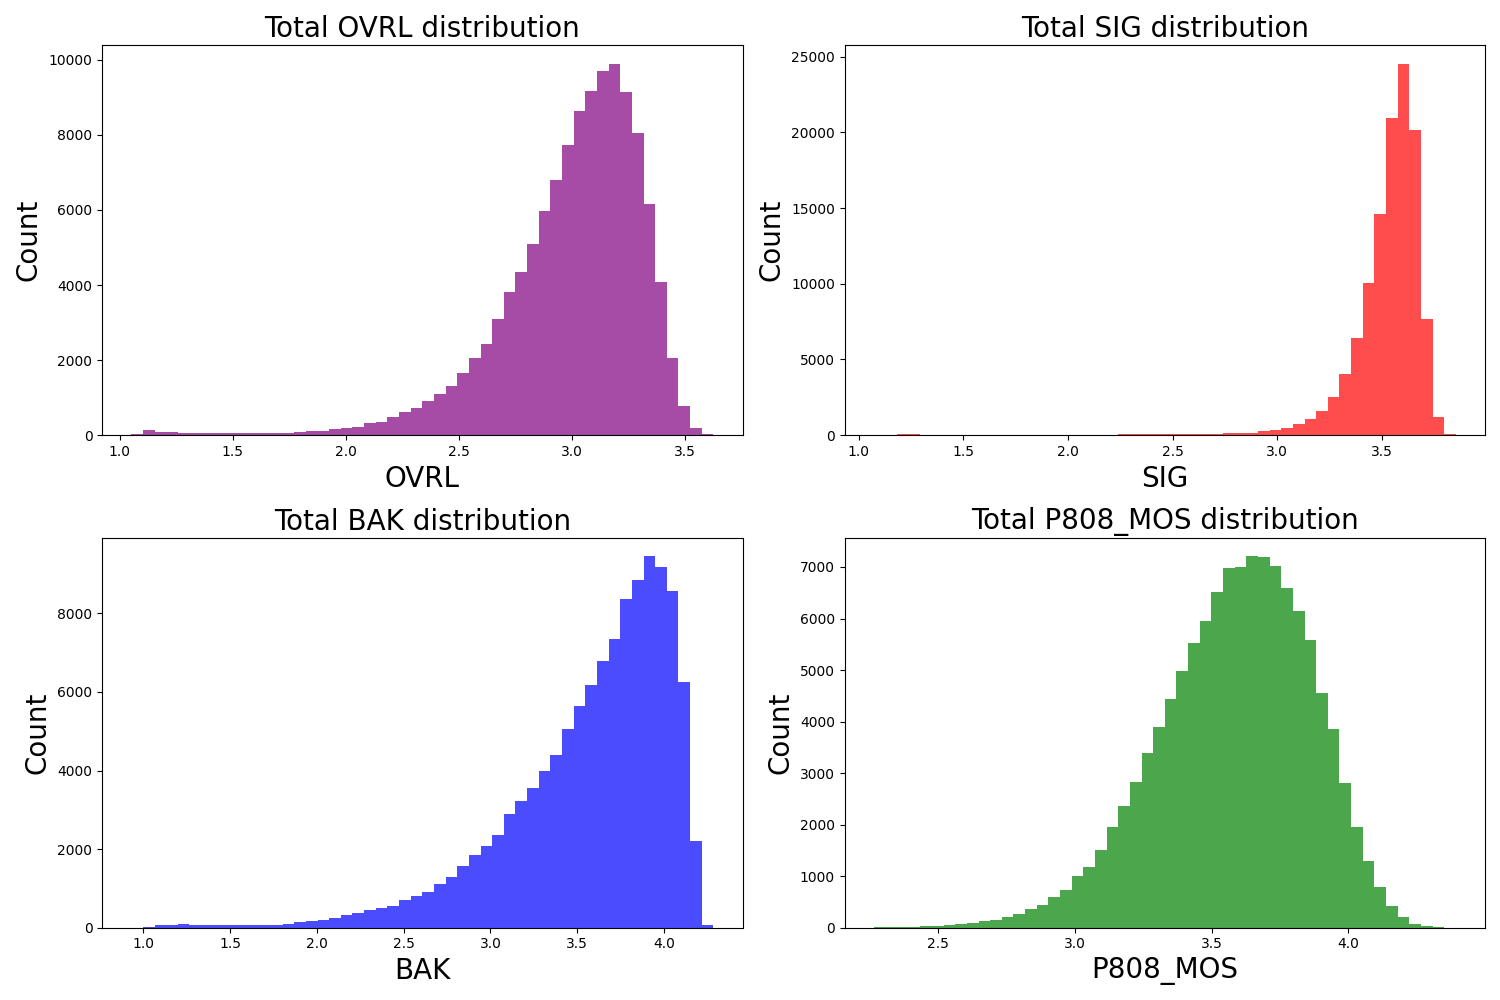 Total OVRL distribution
Count
10000
8000
6000
4000
2000
0
1.0 1.5 2.0 2.5 3.0 3.5
OVRL
Total SIG distribution
Count
25000
20000
15000
10000
5000
0
1.0 1.5 2.0 2.5 3.0 3.5
SIG
Total BAK distribution
Count
8000
6000
4000
2000
0
1.0 1.5 2.0 2.5 3.0 3.5 4.0
BAK
Total P808_MOS distribution
Count
7000
6000
5000
4000
3000
2000
1000
0
2.5 3.0 3.5 4.0
P808_MOS